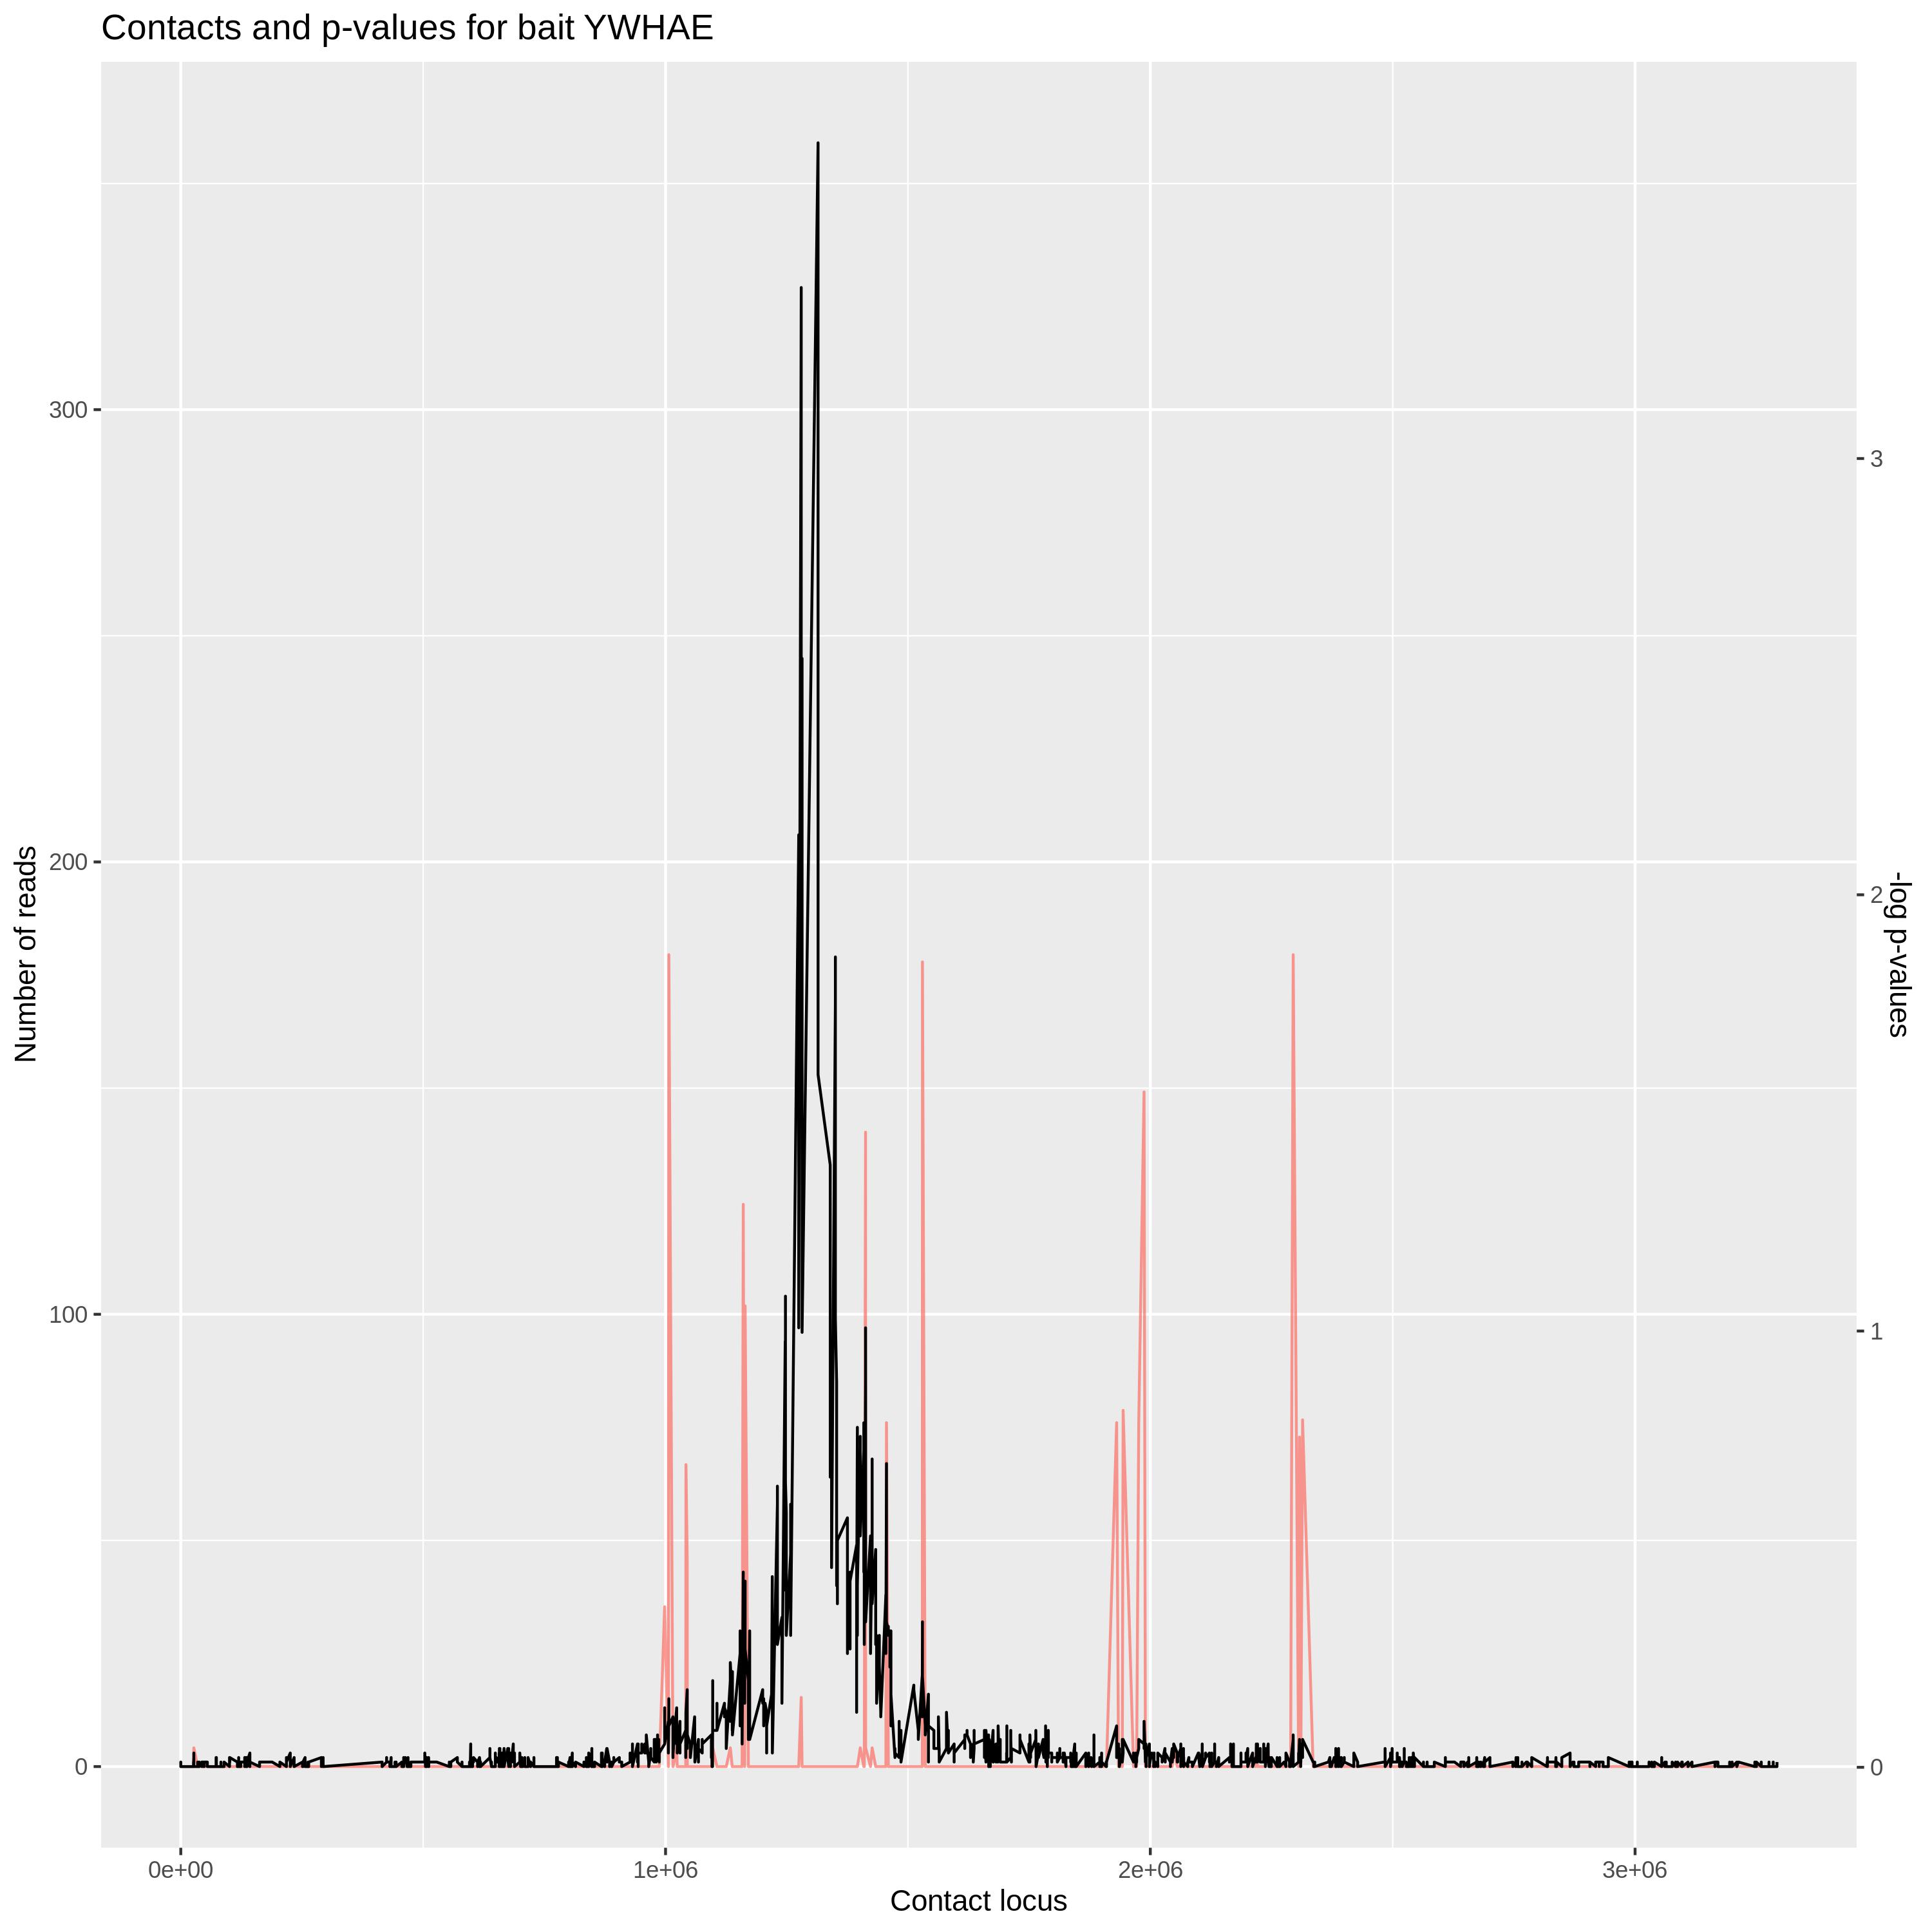 Contacts and p-values for bait YWHAE
Number of reads
300
200
100
0
3
2
1
0
-log p-values
0e+00
1e+06
2e+06
3e+06
Contact locus